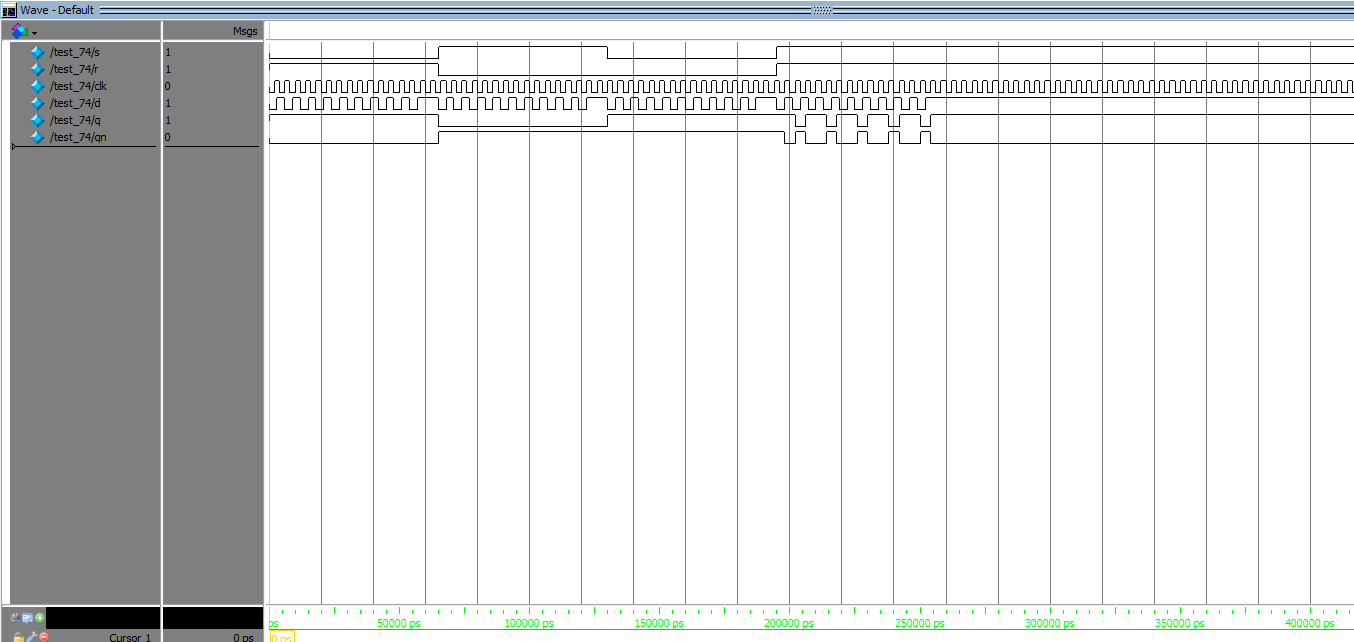 Wave - Default
Msgs
/test_74/s 1
/test_74/r 1
/test_74/clk 0
/test_74/d 1
/test_74/q 1
/test_74/qn 0
ps 50000 ps 100000 ps 150000 ps 200000 ps 250000 ps 300000 ps 350000 ps 400000 ps
Cursor 1 0 ps 0 ps